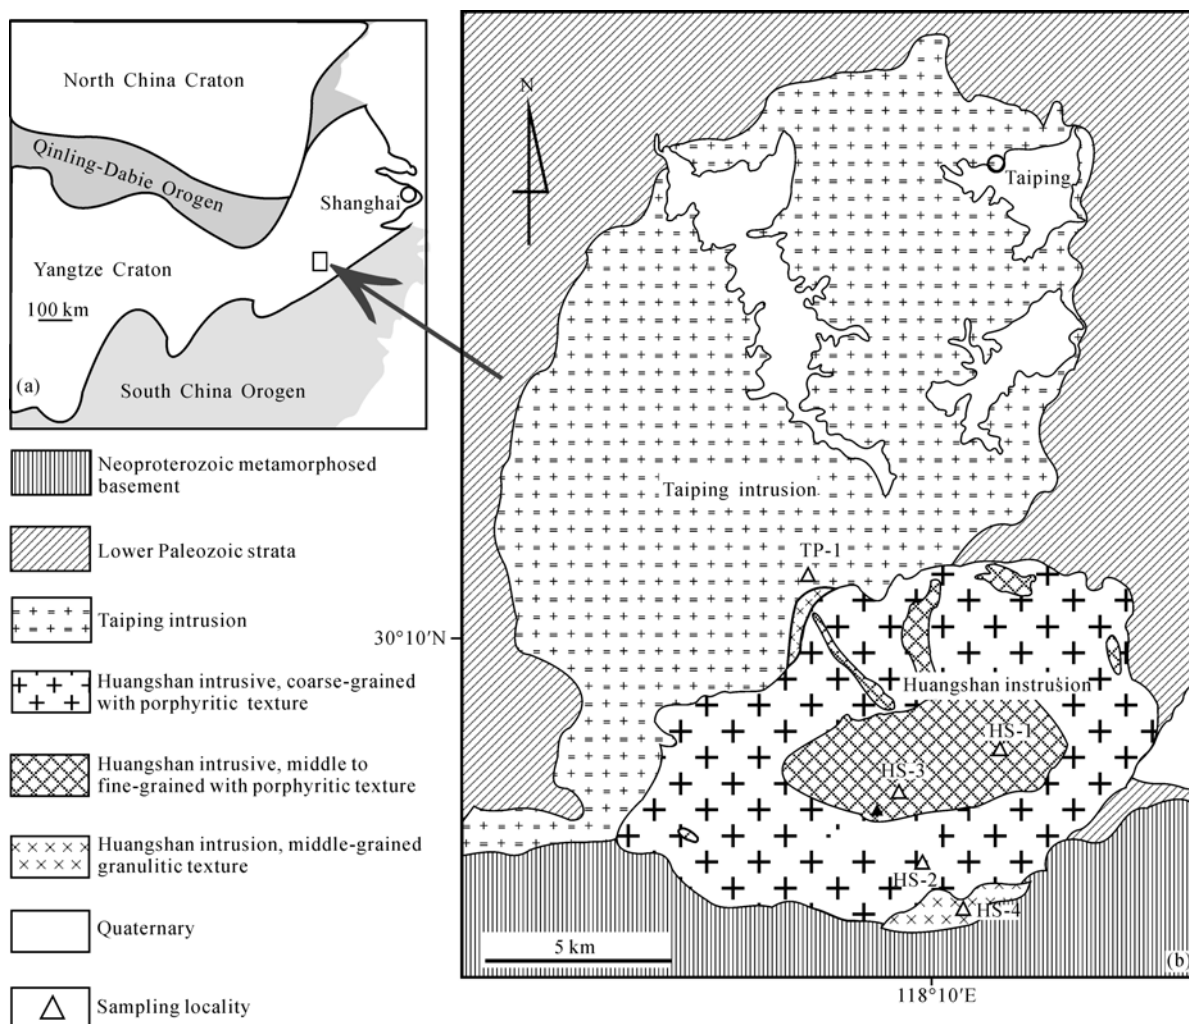 North China Craton
Qinling-Dabie Orogen
Shanghai
Yangtze Craton
100 km
(a)
South China Orogen
Neoproterozoic metamorphosed
basement
Lower Paleozoic strata
Taiping intrusion
Huangshan intrusive, coarse-grained
with porphyritic texture
Huangshan intrusive, middle to
fine-grained with porphyritic texture
Huangshan intrusion, middle-grained
granulitic texture
Quaternary
Sampling locality
N
Taiping
Taiping intrusion
TP-1
30°10′N
Huangshan instrusion
HS-1
HS-3
HS-2
HS-4
5 km
(b)
118°10′E